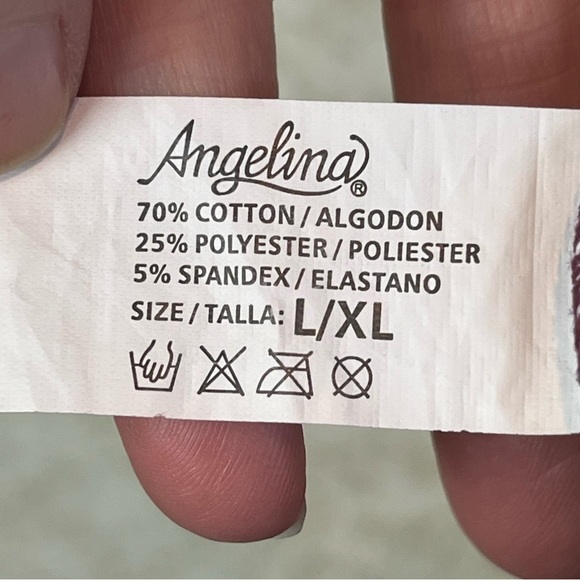 Angelina®
70% COTTON / ALGODON
25% POLYESTER / POLIESTER
5% SPANDEX / ELASTANO
SIZE / TALLA: L/XL